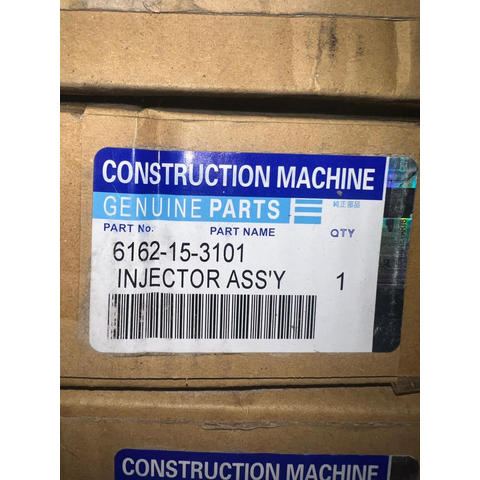 CONSTRUCTION MACHINE
GENUINE PARTS 純正部品
PART No. PART NAME QTY
6162-15-3101
INJECTOR ASS'Y 1
CONSTRUCTION MACHINE